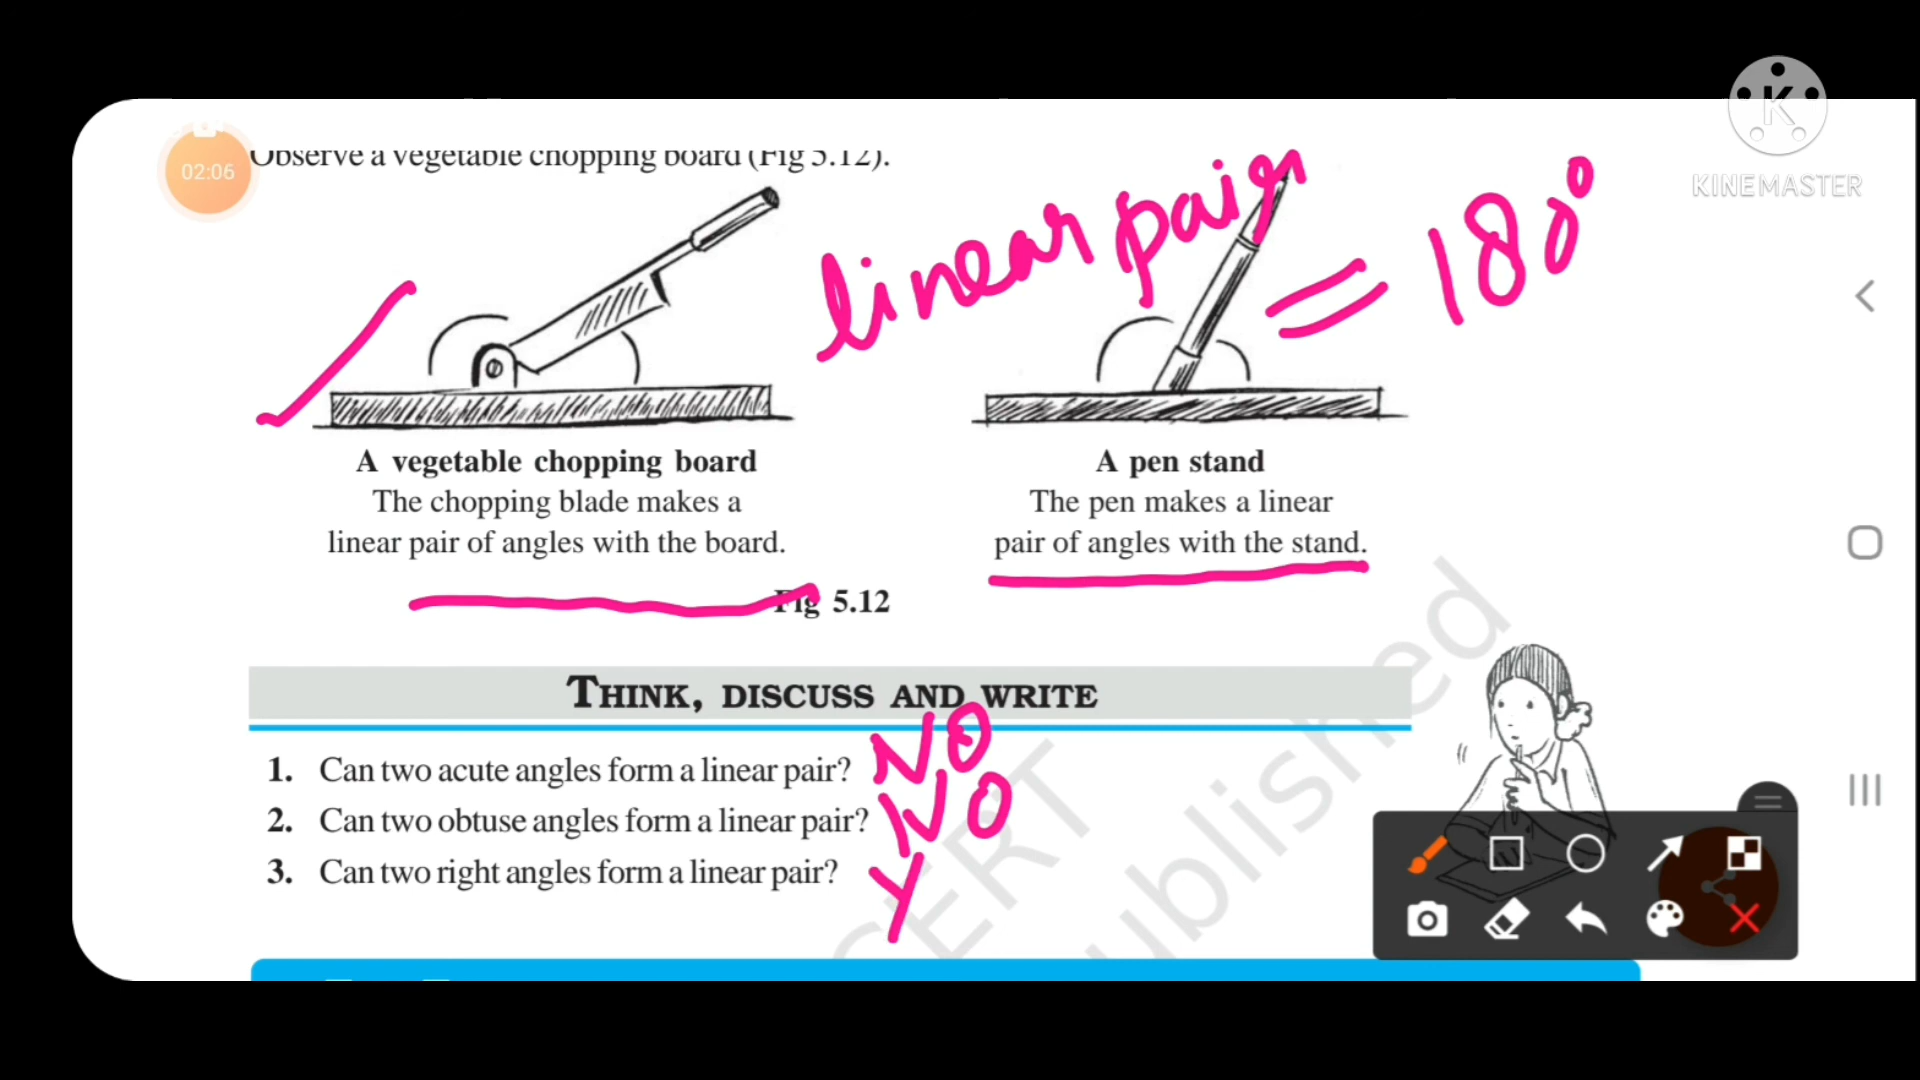 02:06
Observe a vegetable chopping board (Fig 5.12).
K
KINEMASTER
linear pair = 180°
A vegetable chopping board
The chopping blade makes a
linear pair of angles with the board.
A pen stand
The pen makes a linear
pair of angles with the stand.
Fig 5.12
THINK, DISCUSS AND WRITE
1. Can two acute angles form a linear pair? NO
2. Can two obtuse angles form a linear pair? NO
3. Can two right angles form a linear pair? Y